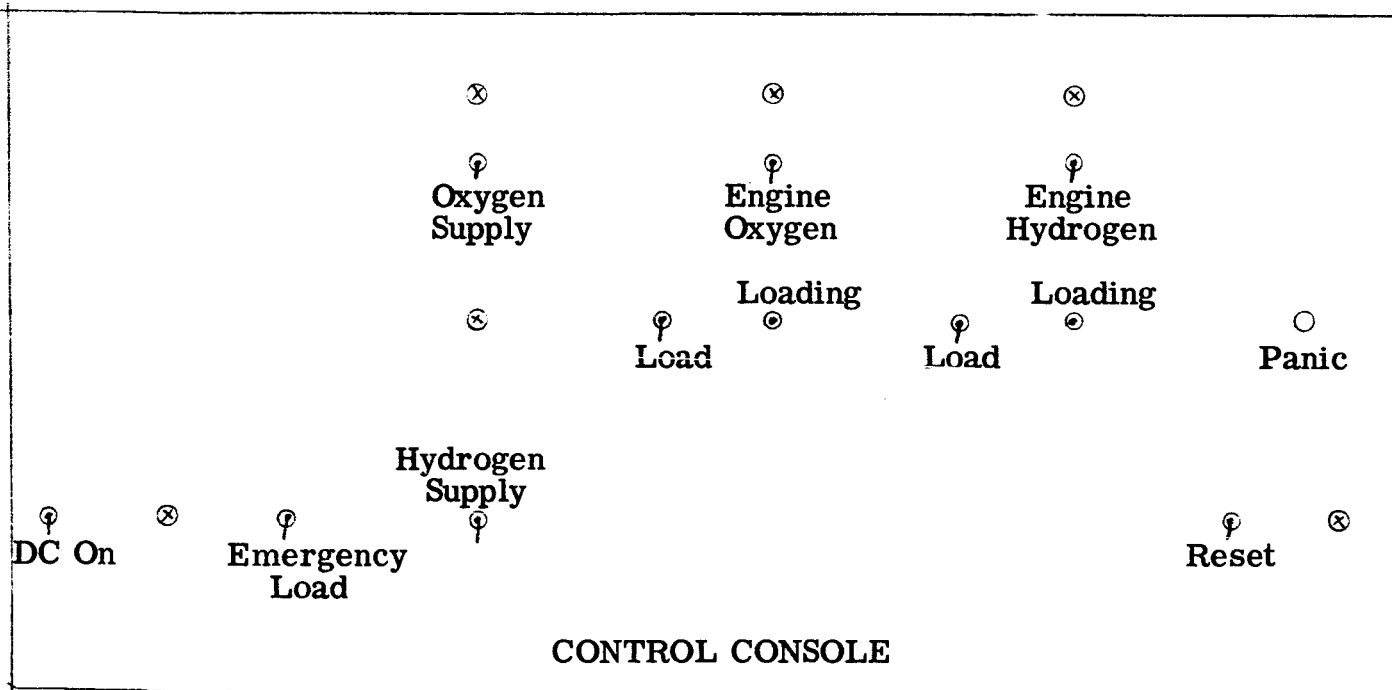 Oxygen
Supply
Engine
Oxygen
Engine
Hydrogen
Loading
Loading
Load
Load
Panic
Hydrogen
Supply
DC On
Emergency
Load
Reset
CONTROL CONSOLE